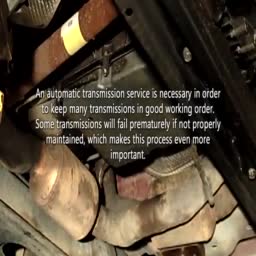 An automatic transmission service is necessary in order
to keep many transmissions in good working order.
Some transmissions will fail prematurely if not properly
maintained, which makes this process even more
important.